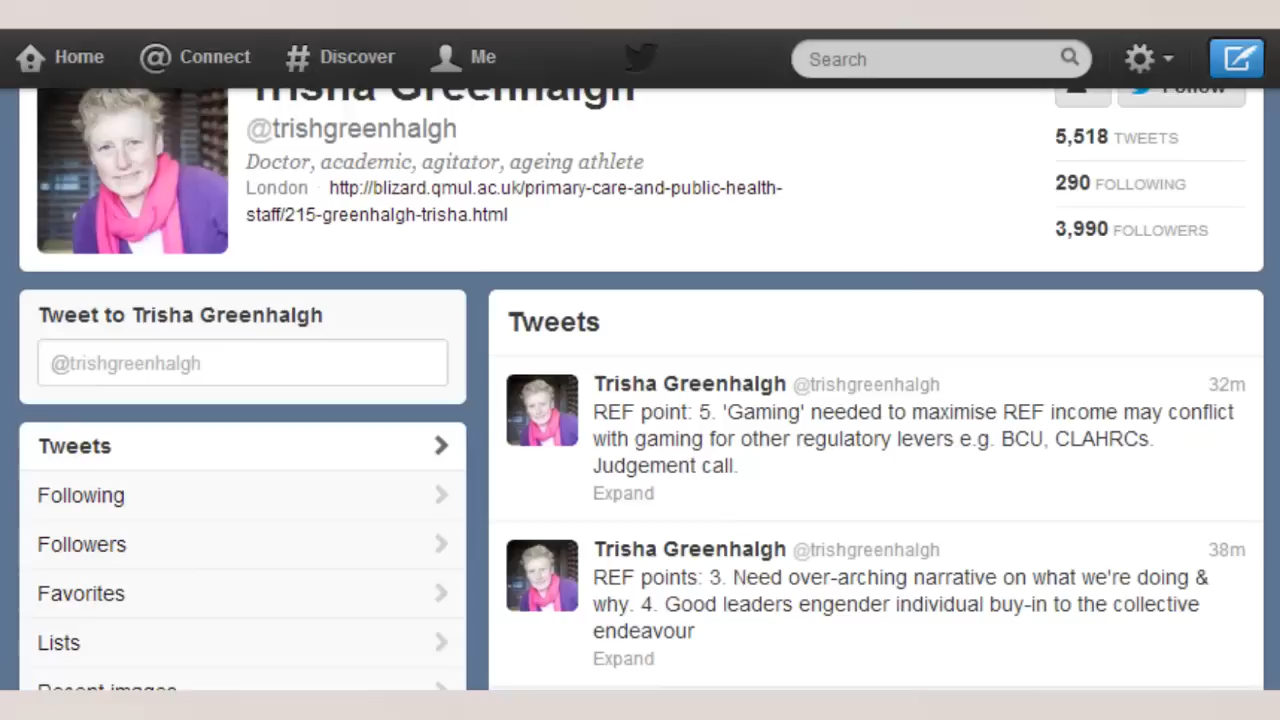 Home
Connect
Discover
Me
Search
Trisha Greenhalgh
@trishgreenhalgh
Doctor, academic, agitator, ageing athlete
London · http://blizard.qmul.ac.uk/primary-care-and-public-health-
staff/215-greenhalgh-trisha.html
Follow
5,518 TWEETS
290 FOLLOWING
3,990 FOLLOWERS
Tweet to Trisha Greenhalgh
@trishgreenhalgh
Tweets
Following
Followers
Favorites
Lists
Recent images
Tweets
Trisha Greenhalgh @trishgreenhalgh 32m
REF point: 5. 'Gaming' needed to maximise REF income may conflict
with gaming for other regulatory levers e.g. BCU, CLAHRCs.
Judgement call.
Expand
Trisha Greenhalgh @trishgreenhalgh 38m
REF points: 3. Need over-arching narrative on what we're doing &
why. 4. Good leaders engender individual buy-in to the collective
endeavour
Expand